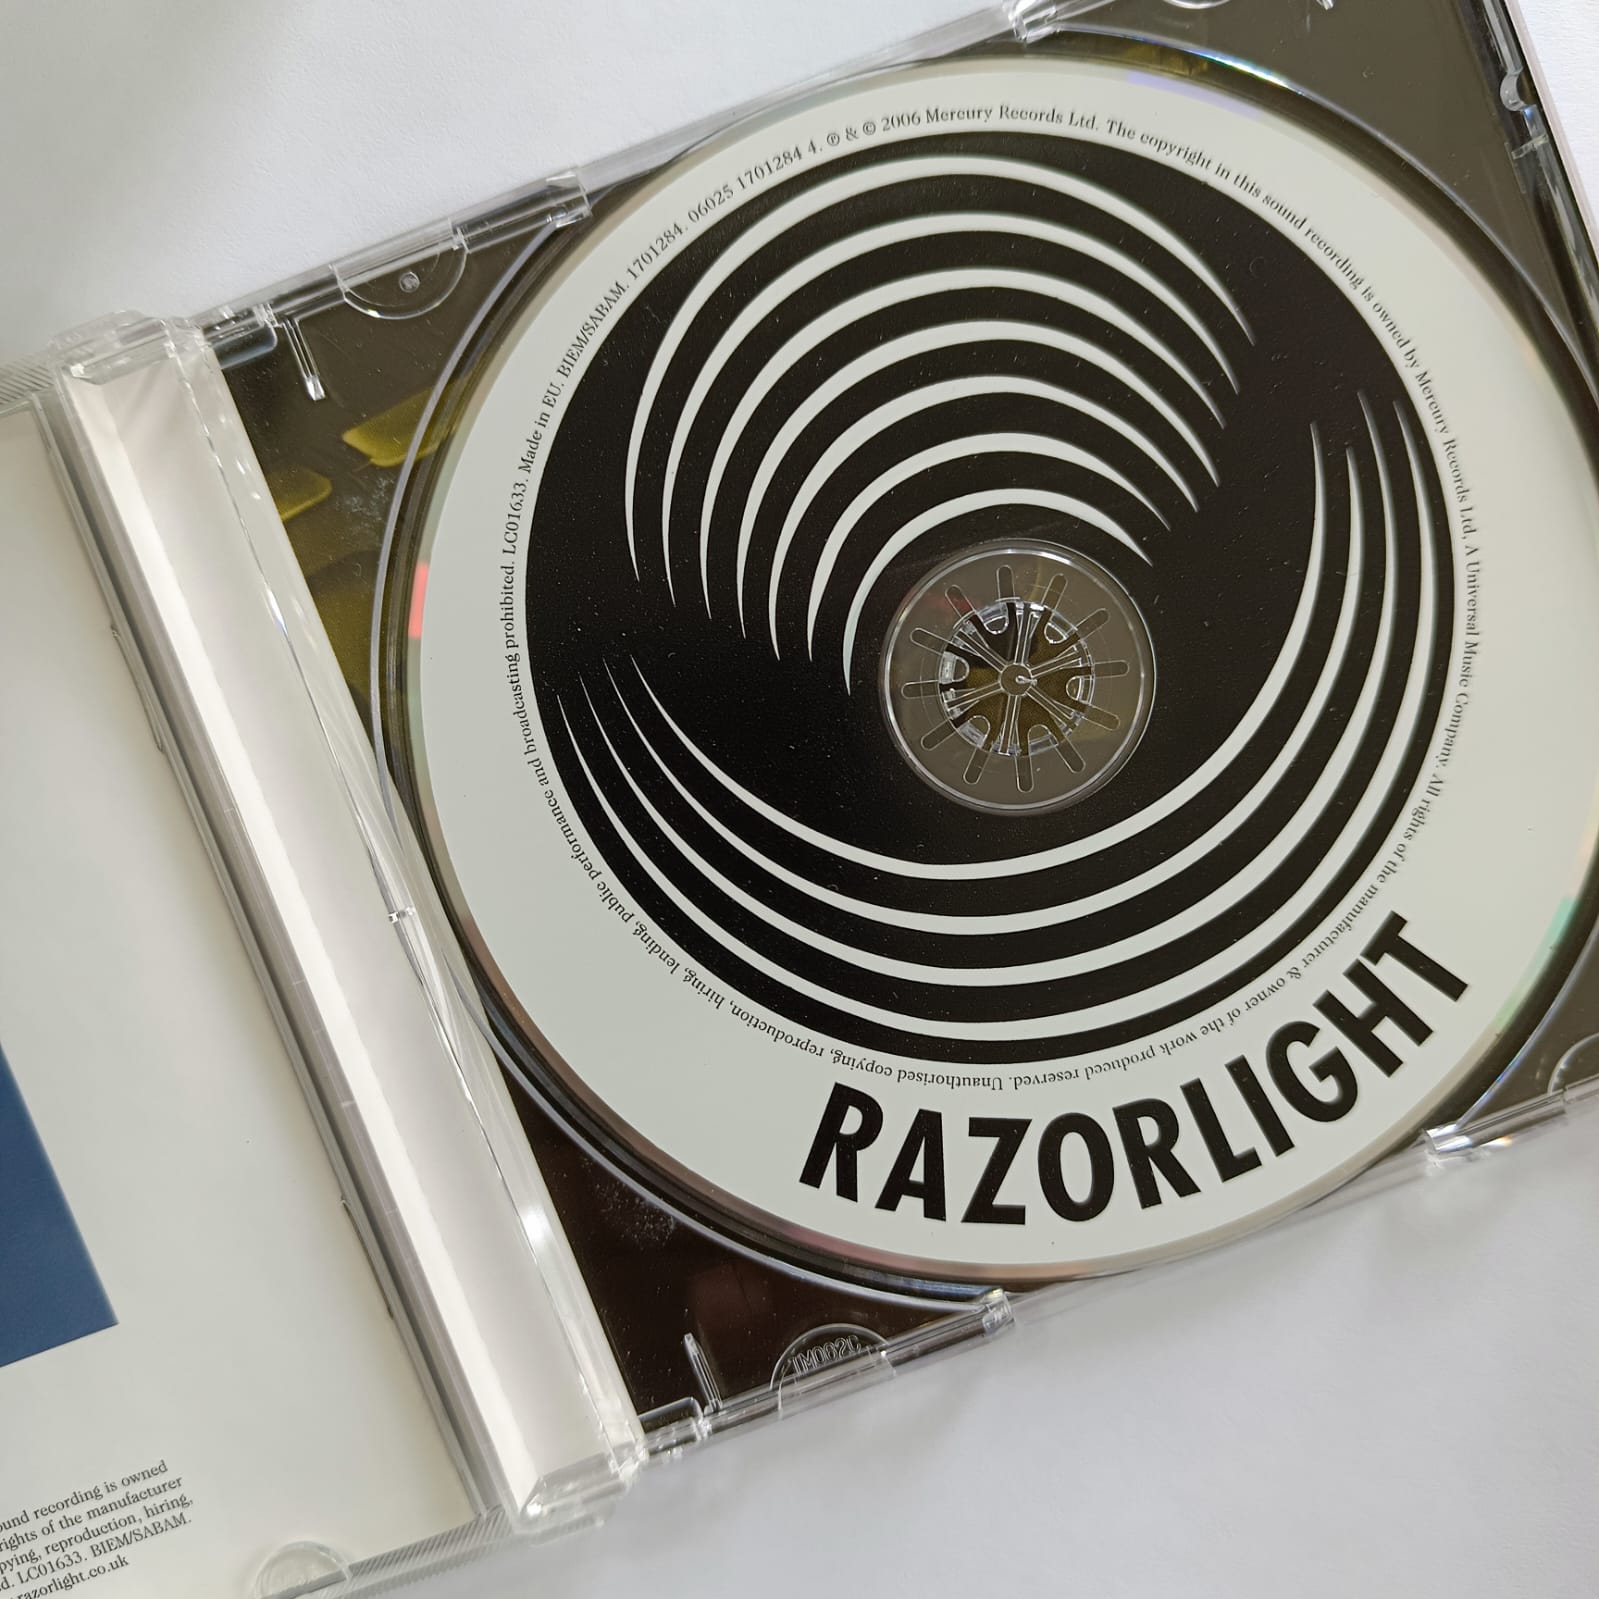 Made in EU. BIEM/SABAM. 1701284. 06025 1701284 4. ℗ & © 2006 Mercury Records Ltd. The copyright in this sound recording is owned by Mercury Records Ltd, A Universal Music Company. All rights of the manufacturer & owner of the work produced reserved. Unauthorised copying, reproduction, hiring, lending, public performance and broadcasting prohibited. LC01633.
RAZORLIGHT
recording is owned
rights of the manufacturer
reproduction, hiring,
LC01633. BIEM/SABAM.
razorlight.co.uk